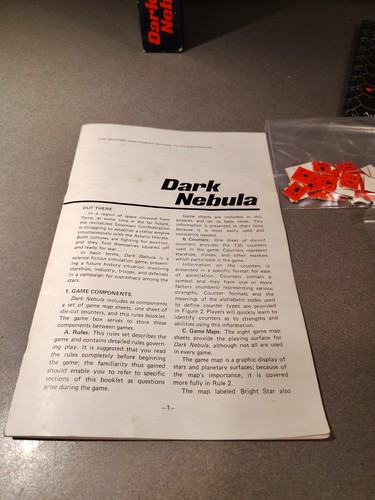 Dark
Nebula
Dark
Nebula
OUT THERE
In a region of space rimward from
Terra, at some time in the far future,
the revitalized Solomani Confederation
is struggling to establish a stellar empire
simultaneously with the Aslanic Hierate.
Both cultures are fighting for position,
and they find themselves squared off
and ready for war.
In basic terms, Dark Nebula is a
science fiction simulation game, present-
ing a future history situation involving
starships, industry, troops, and defenses
in a campaign for supremacy among the
stars.
1. GAME COMPONENTS
Dark Nebula includes as components
a set of game map sheets, one sheet of
die-cut counters, and this rules booklet.
The game box serves to store these
components between games.
A. Rules: This rules set describes the
game and contains detailed rules govern-
ing play. It is suggested that you read
the rules completely before beginning
the game; the familiarity thus gained
should enable you to refer to specific
sections of this booklet as questions
arise during the game.
Game charts are included in this
booklet and on its back cover. This
information is presented in chart form
because it is most easily used and
constantly needed.
B. Counters: One sheet of die-cut
counters provides the 120 counters
used in the game. Counters represent
starships, troops, and other markers
which participate in the game.
Information on the counters is
presented in a specific format for ease
of assimilation. Counters contain a
symbol and may have one or more
factors (numbers) representing various
strengths. Counter formats and the
meanings of the alphabetic codes used
to define counter types are provided
in Figure 2. Players will quickly learn to
identify counters as to strengths and
abilities using this information.
C. Game Maps: The eight game map
sheets provide the playing surface for
Dark Nebula, although not all are used
in every game.
The game map is a graphic display of
stars and planetary surfaces; because of
the map's importance, it is covered
more fully in Rule 2.
The map labeled Bright Star also
—1—